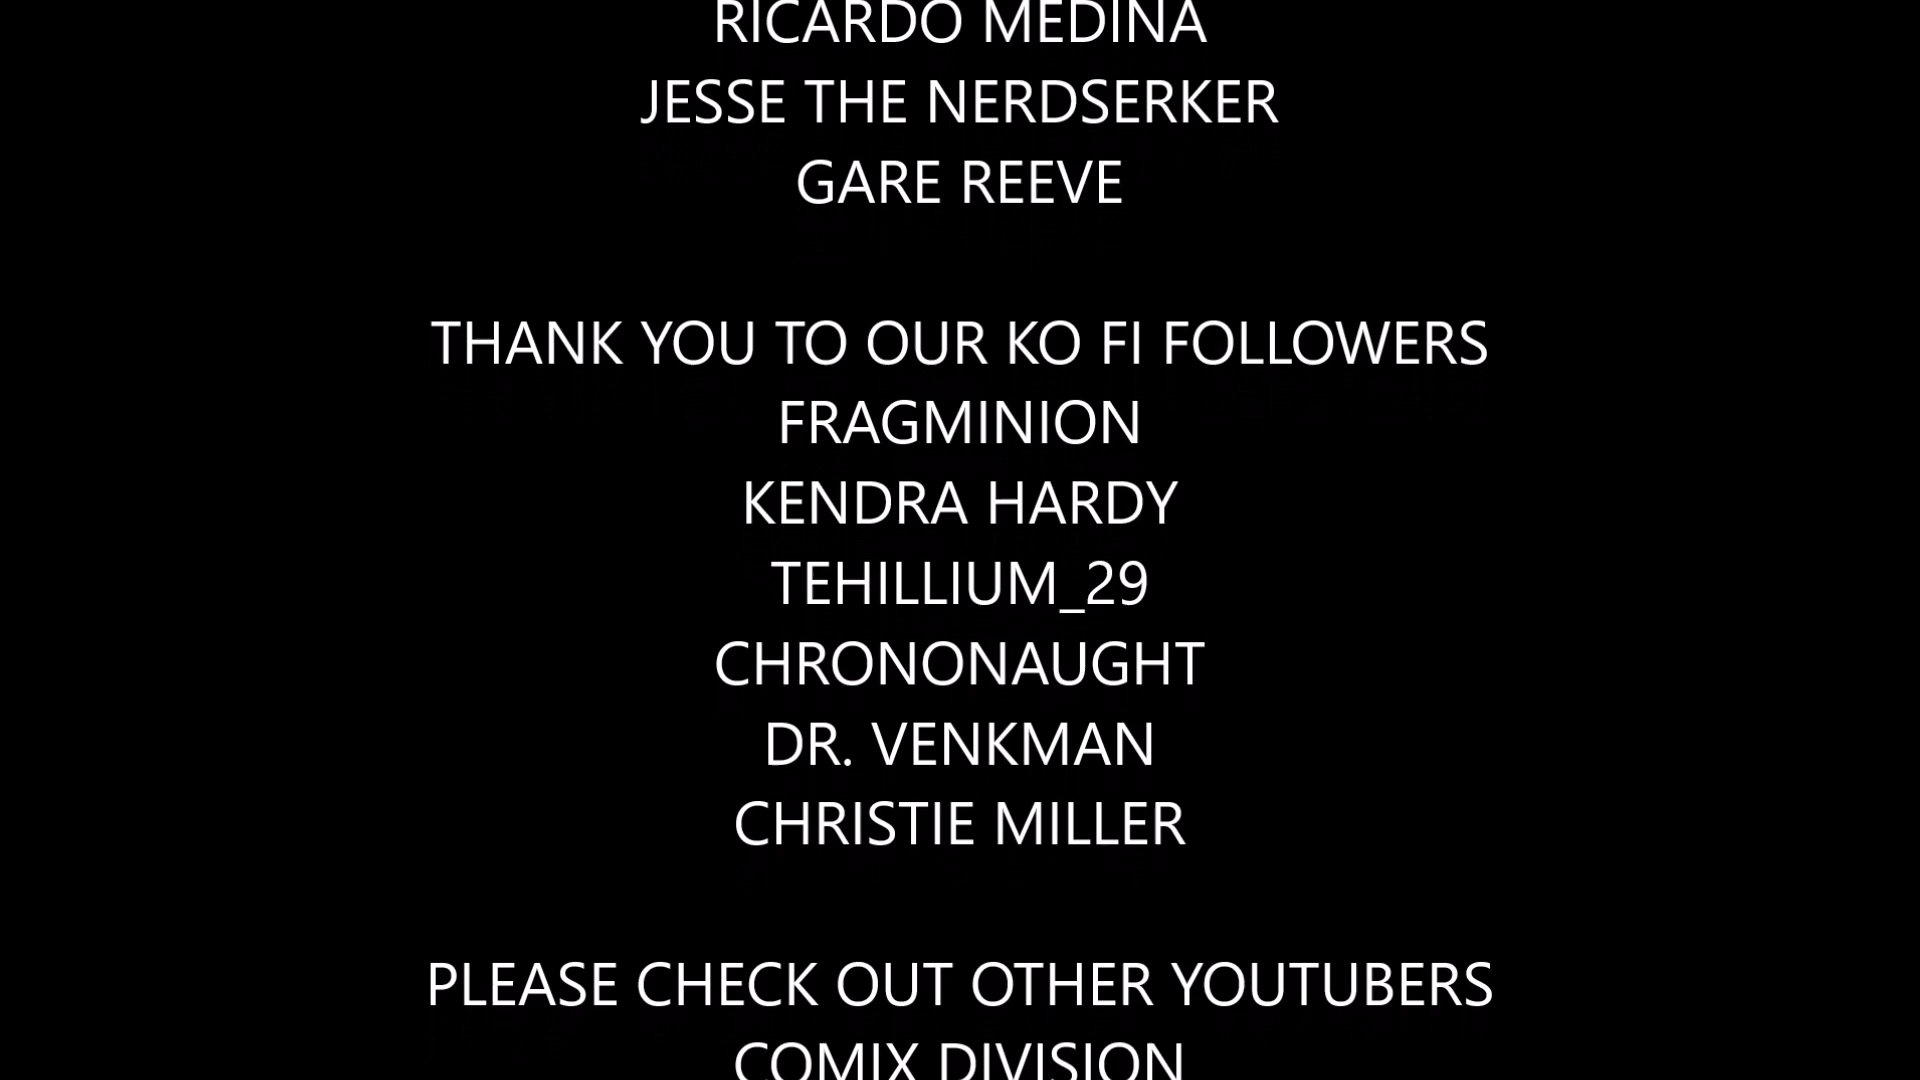 RICARDO MEDINA
JESSE THE NERDSERKER
GARE REEVE
THANK YOU TO OUR KO FI FOLLOWERS
FRAGMINION
KENDRA HARDY
TEHILLIUM_29
CHRONONAUGHT
DR. VENKMAN
CHRISTIE MILLER
PLEASE CHECK OUT OTHER YOUTUBERS
COMIX DIVISION